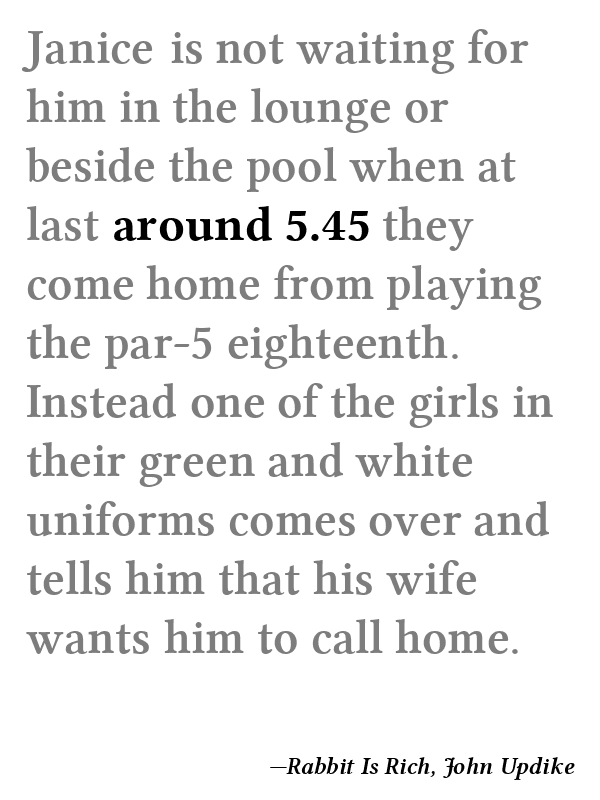 Janice is not waiting for
him in the lounge or
beside the pool when at
last around 5.45 they
come home from playing
the par-5 eighteenth.
Instead one of the girls in
their green and white
uniforms comes over and
tells him that his wife
wants him to call home.
—Rabbit Is Rich, John Updike